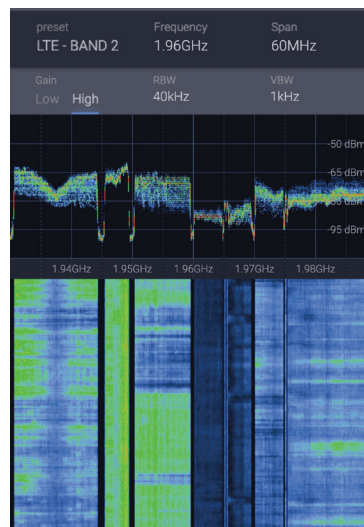 preset
LTE - BAND 2
Frequency
1.96GHz
Span
60MHz
Gain
Low High
RBW
40kHz
VBW
1kHz
-50 dBm
-65 dBm
-95 dBm
1.94GHz 1.95GHz 1.96GHz 1.97GHz 1.98GHz